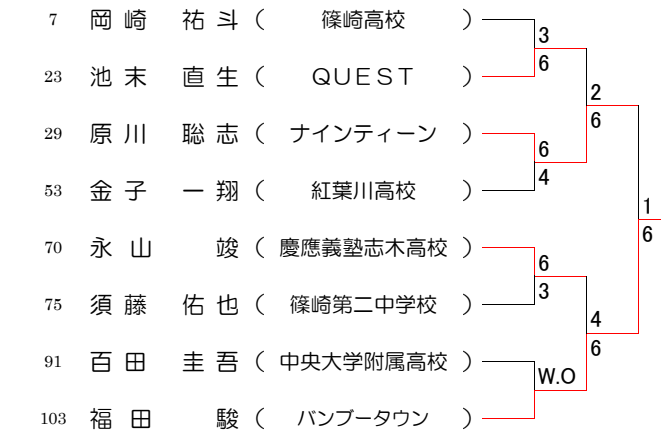 7 岡崎 祐斗 ( 篠崎高校 )
3
23 池末 直生 ( QUEST )
6
2
6
29 原川 聡志 ( ナインティーン )
6
4
53 金子 一翔 ( 紅葉川高校 )
1
6
70 永山 竣 ( 慶應義塾志木高校 )
6
3
75 須藤 佑也 ( 篠崎第二中学校 )
4
6
91 百田 圭吾 ( 中央大学附属高校 )
W.O
103 福田 駿 ( バンブータウン )